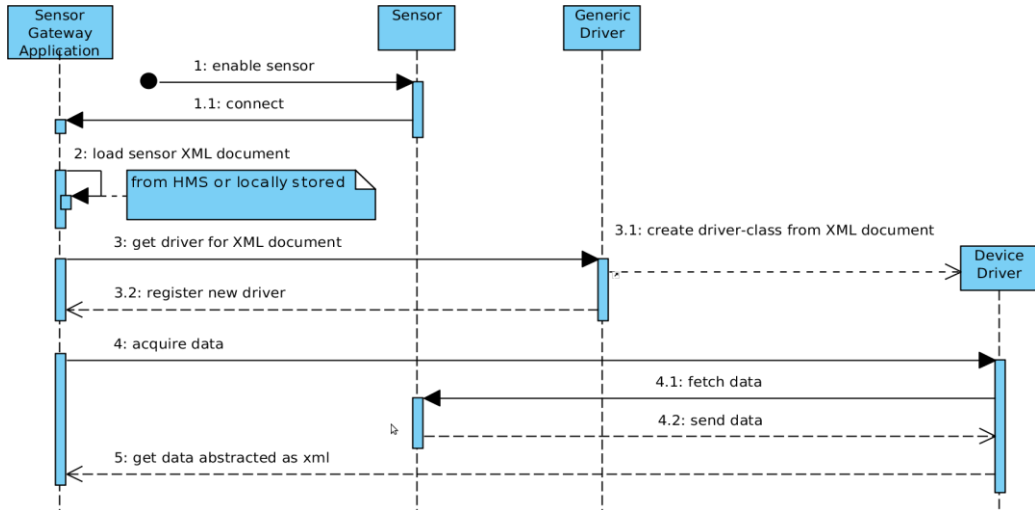 Sensor
Gateway
Application
Sensor
Generic
Driver
1: enable sensor
1.1: connect
2: load sensor XML document
from HMS or locally stored
3: get driver for XML document
3.1: create driver-class from XML document
Device
Driver
3.2: register new driver
4: acquire data
4.1: fetch data
4.2: send data
5: get data abstracted as xml